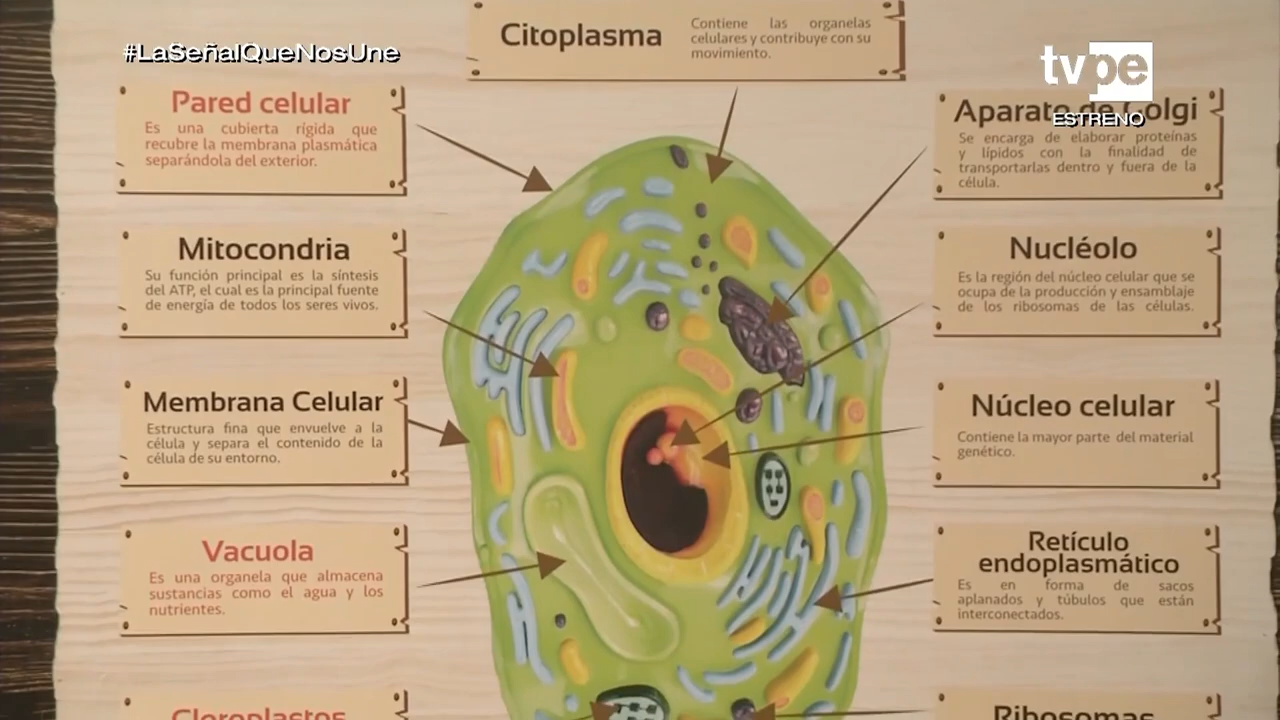 #LaSeñalQueNosUne
tvpe
ESTRENO
Citoplasma
Contiene las organelas
celulares y contribuye con su
movimiento.
Pared celular
Es una cubierta rígida que
recubre la membrana plasmática
separándola del exterior.
Mitocondria
Su función principal es la síntesis
del ATP, el cual es la principal fuente
de energía de todos los seres vivos.
Membrana Celular
Estructura fina que envuelve a la
célula y separa el contenido de la
célula de su entorno.
Vacuola
Es una organela que almacena
sustancias como el agua y los
nutrientes.
Cloroplastos
Aparato de Golgi
Se encarga de elaborar proteínas
y lípidos con la finalidad de
transportarlas dentro y fuera de la
célula.
Nucléolo
Es la región del núcleo celular que se
ocupa de la producción y ensamblaje
de los ribosomas de las células.
Núcleo celular
Contiene la mayor parte del material
genético.
Retículo
endoplasmático
Es en forma de sacos
aplanados y túbulos que están
interconectados.
Ribosomas